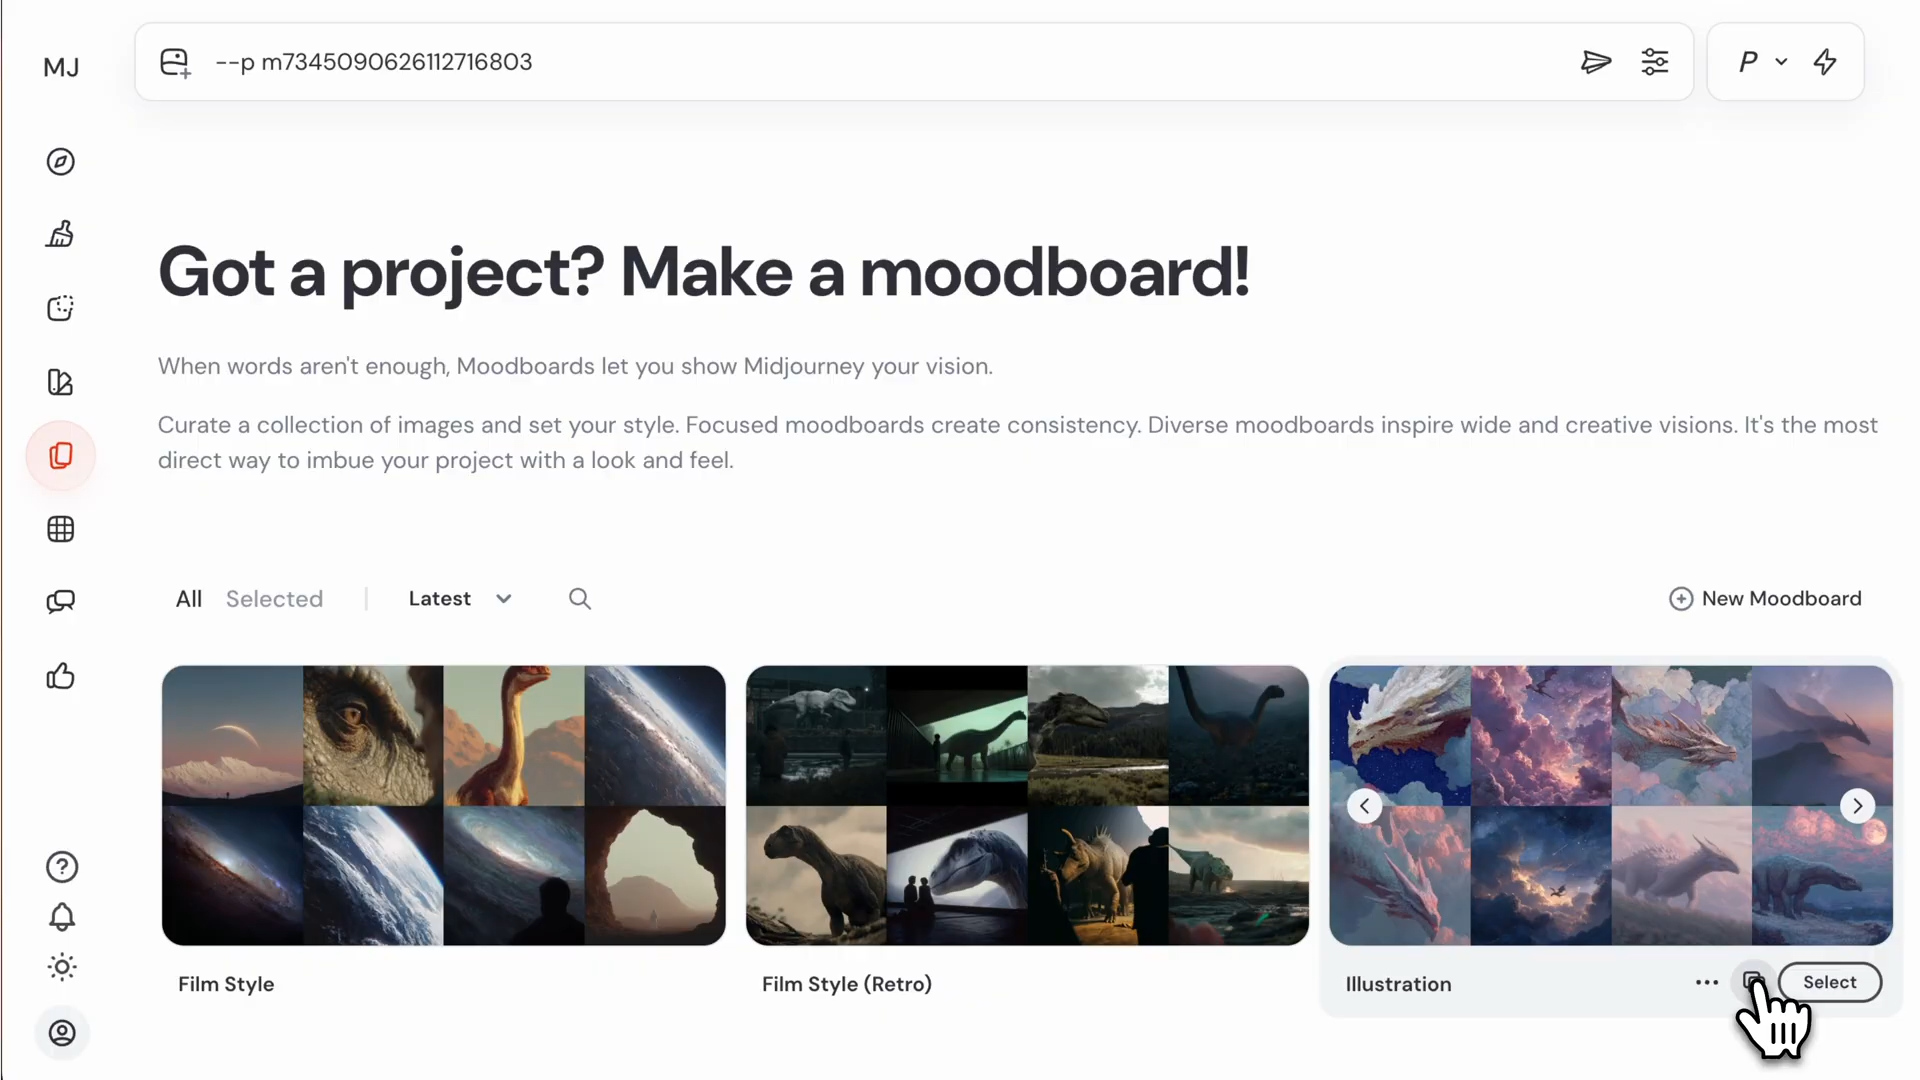 MJ
--p m7345090626112716803
P
Got a project? Make a moodboard!
When words aren't enough, Moodboards let you show Midjourney your vision.
Curate a collection of images and set your style. Focused moodboards create consistency. Diverse moodboards inspire wide and creative visions. It's the most
direct way to imbue your project with a look and feel.
All Selected Latest New Moodboard
Film Style
Film Style (Retro)
Illustration
Select